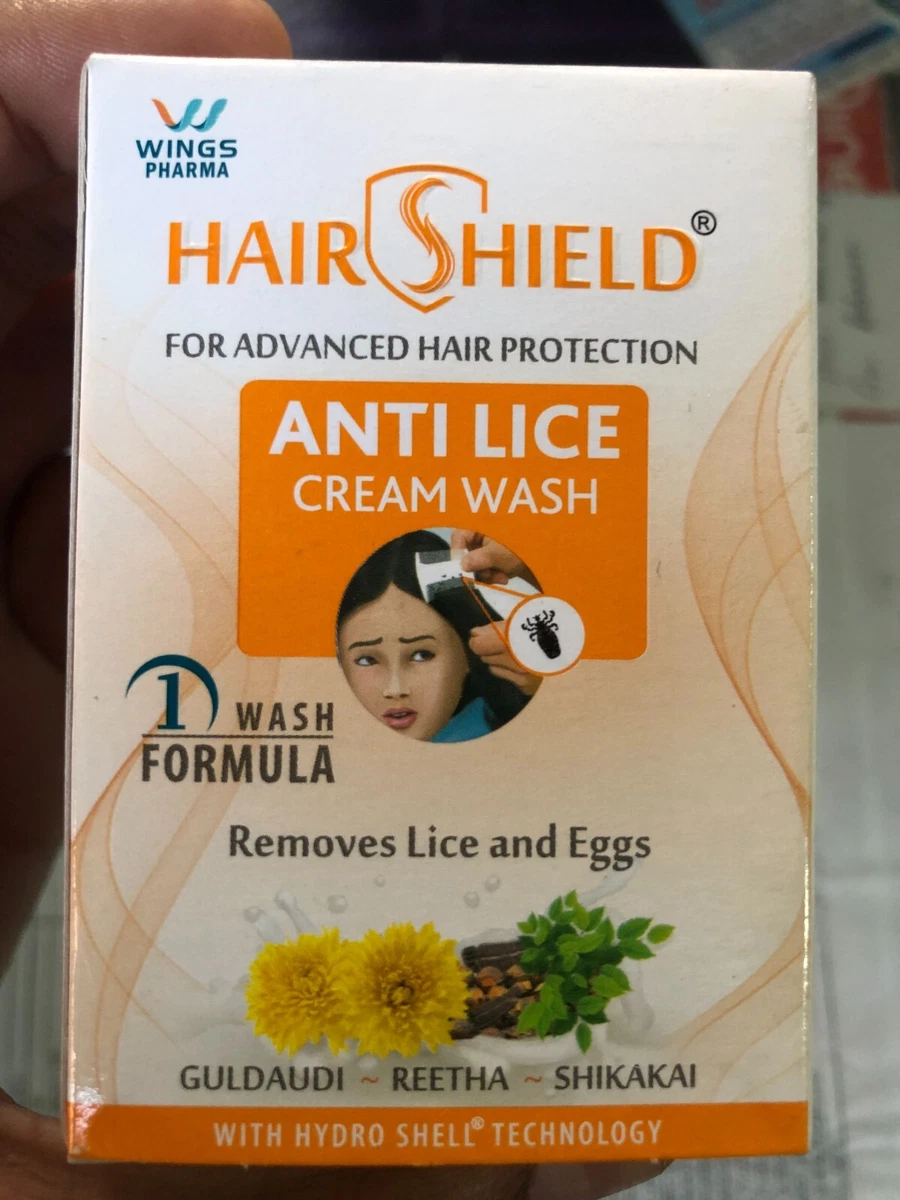 WINGS
PHARMA
HAIRSHIELD®
FOR ADVANCED HAIR PROTECTION
ANTI LICE
CREAM WASH
1 WASH
FORMULA
Removes Lice and Eggs
GULDAUDI ~ REETHA ~ SHIKAKAI
WITH HYDRO SHELL® TECHNOLOGY